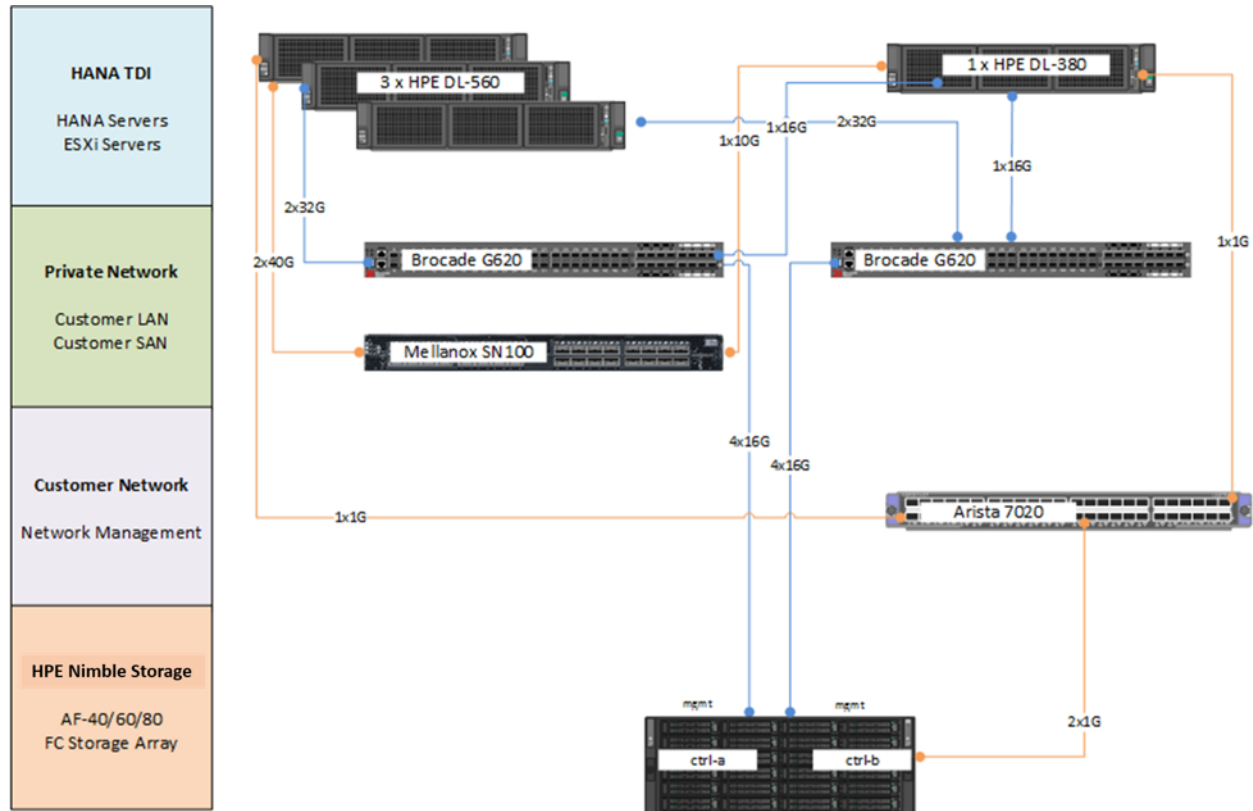 HANA TDI
HANA Servers
ESXi Servers
Private Network
Customer LAN
Customer SAN
Customer Network
Network Management
HPE Nimble Storage
AF-40/60/80
FC Storage Array
3 x HPE DL-560
1 x HPE DL-380
1x16G
2x32G
1x10G
1x16G
2x32G
1x1G
2x40G
Brocade G620
Brocade G620
Mellanox SN100
4x16G
4x16G
1x1G
Arista 7020
mgmt
mgmt
2x1G
ctrl-a
ctrl-b